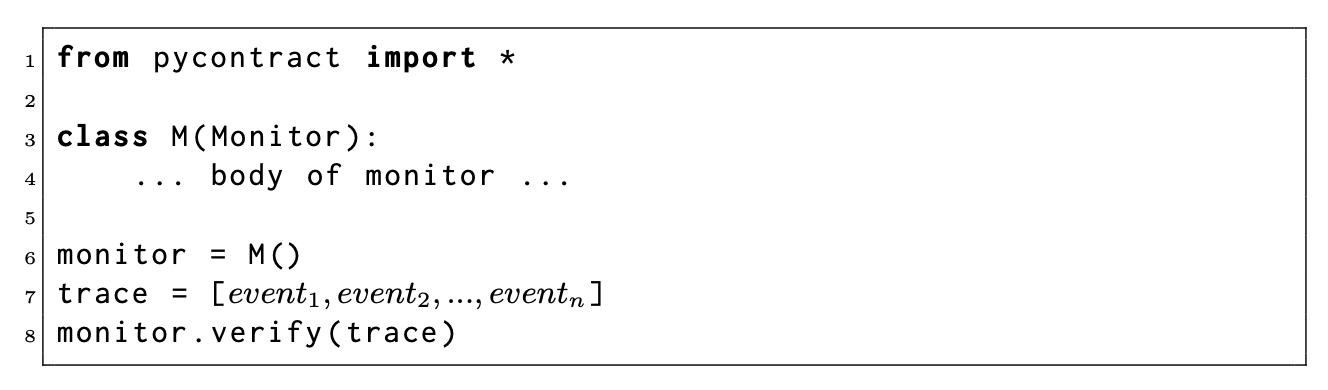 1 from pycontract import *
2
3 class M(Monitor):
4     ... body of monitor ...
5
6 monitor = M()
7 trace = [event₁, event₂, ..., eventₙ]
8 monitor.verify(trace)